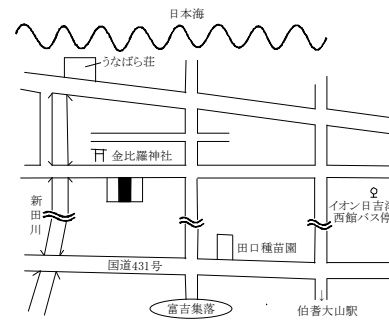 日本海
うなばら荘
金比羅神社
新田川
イオン日吉津
西館バス停
田口種苗園
国道431号
富吉集落
伯耆大山駅